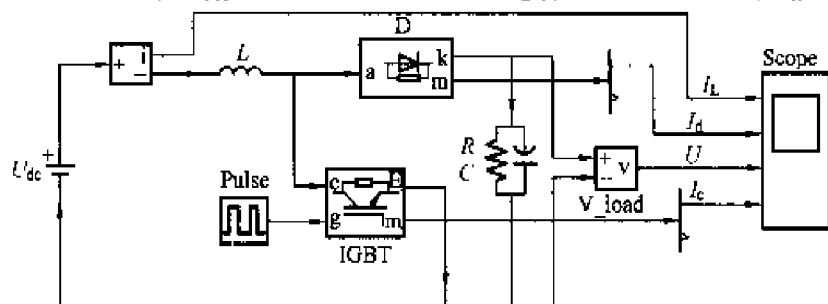 D
L
k
a
m
i
+
−
Scope
I_L
I_d
R
C
+
−
v
U
V_load
I_c
U_dc
+
Pulse
c
E
g
m
IGBT